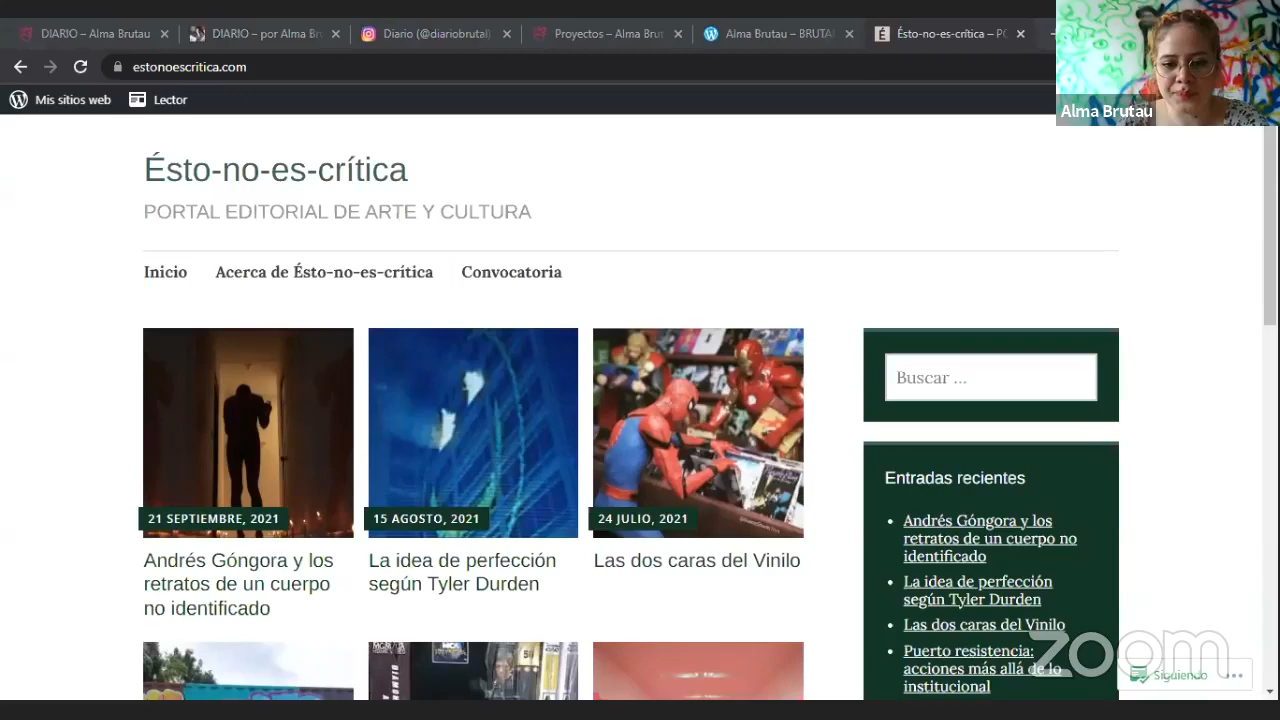 DIARIO – Alma Brutau
DIARIO – por Alma Br
Diario (@diariobrutal)
Proyectos – Alma Brut
Alma Brutau – BRUTA
Ésto-no-es-crítica – PO
estonoescritica.com
Mis sitios web
Lector
Alma Brutau
Ésto-no-es-crítica
PORTAL EDITORIAL DE ARTE Y CULTURA
Inicio
Acerca de Ésto-no-es-crítica
Convocatoria
21 SEPTIEMBRE, 2021
Andrés Góngora y los
retratos de un cuerpo
no identificado
15 AGOSTO, 2021
La idea de perfección
según Tyler Durden
24 JULIO, 2021
Las dos caras del Vinilo
Buscar ...
Entradas recientes
Andrés Góngora y los
retratos de un cuerpo no
identificado
La idea de perfección
según Tyler Durden
Las dos caras del Vinilo
Puerto resistencia:
acciones más allá de lo
institucional
zoom
Siguiendo